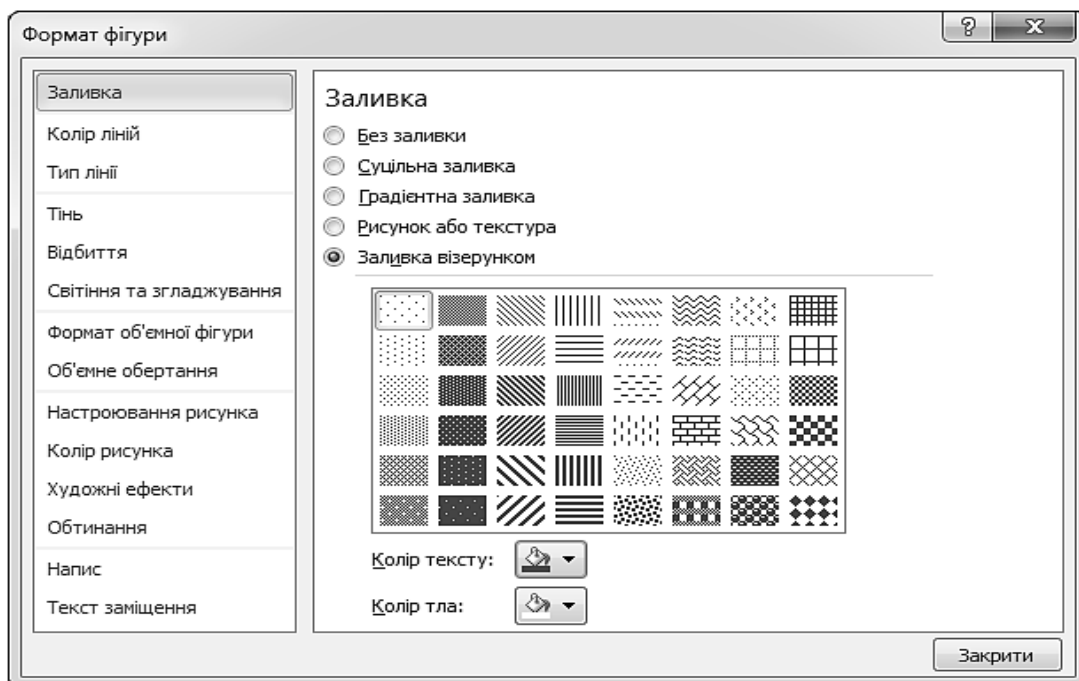 Формат фігури
Заливка
Колір ліній
Тип лінії
Тінь
Відбиття
Світіння та згладжування
Формат об'ємної фігури
Об'ємне обертання
Настроювання рисунка
Колір рисунка
Художні ефекти
Обтинання
Напис
Текст заміщення
Заливка
Без заливки
Суцільна заливка
Градієнтна заливка
Рисунок або текстура
Заливка візерунком
Колір тексту:
Колір тла:
Закрити